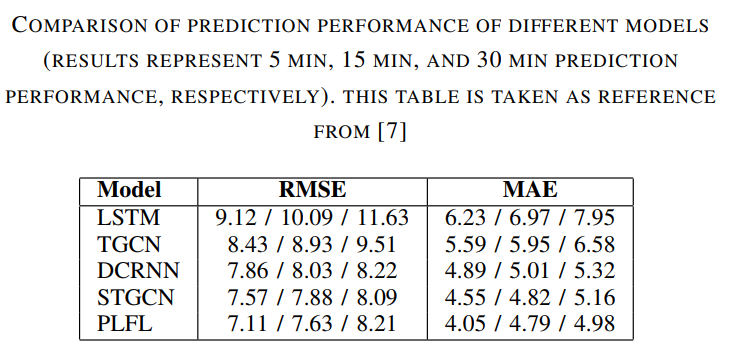 COMPARISON OF PREDICTION PERFORMANCE OF DIFFERENT MODELS
(RESULTS REPRESENT 5 MIN, 15 MIN, AND 30 MIN PREDICTION
PERFORMANCE, RESPECTIVELY). THIS TABLE IS TAKEN AS REFERENCE
FROM [7]
Model RMSE MAE
LSTM 9.12 / 10.09 / 11.63 6.23 / 6.97 / 7.95
TGCN 8.43 / 8.93 / 9.51 5.59 / 5.95 / 6.58
DCRNN 7.86 / 8.03 / 8.22 4.89 / 5.01 / 5.32
STGCN 7.57 / 7.88 / 8.09 4.55 / 4.82 / 5.16
PLFL 7.11 / 7.63 / 8.21 4.05 / 4.79 / 4.98